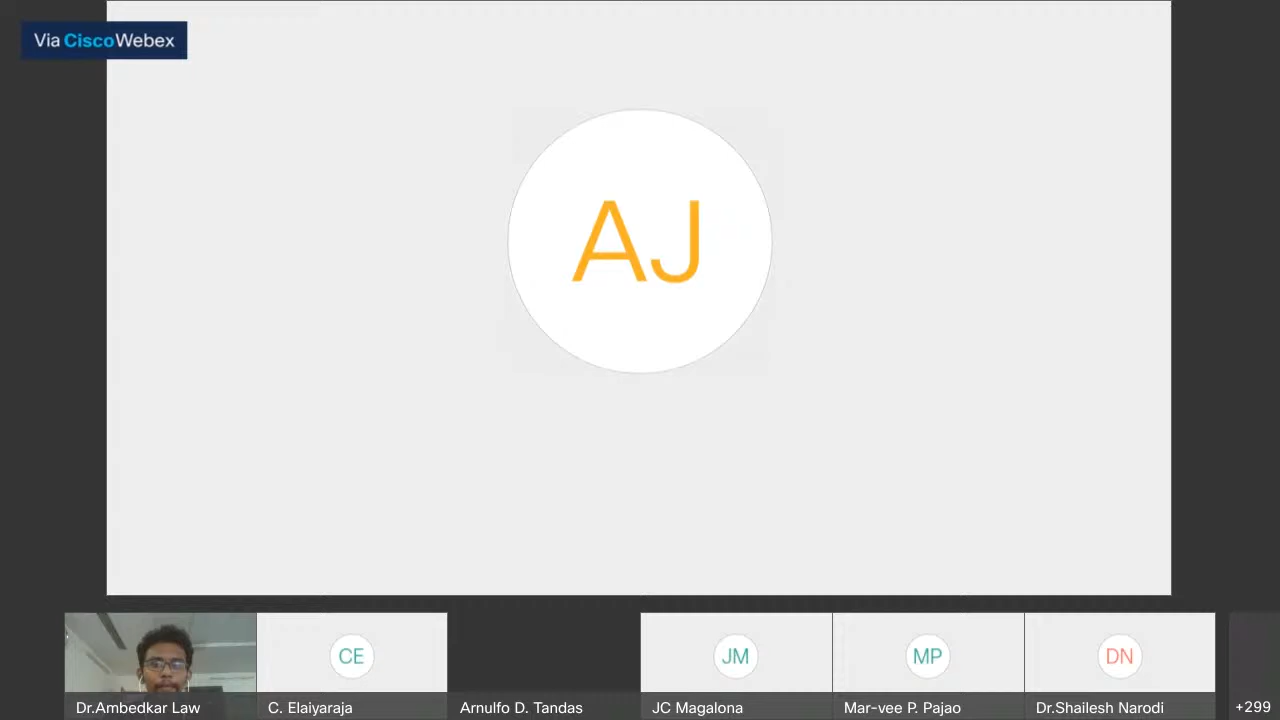 Via CiscoWebex
AJ
CE
JM
MP
DN
Dr.Ambedkar Law
C. Elaiyaraja
Arnulfo D. Tandas
JC Magalona
Mar-vee P. Pajao
Dr.Shailesh Narodi
+299